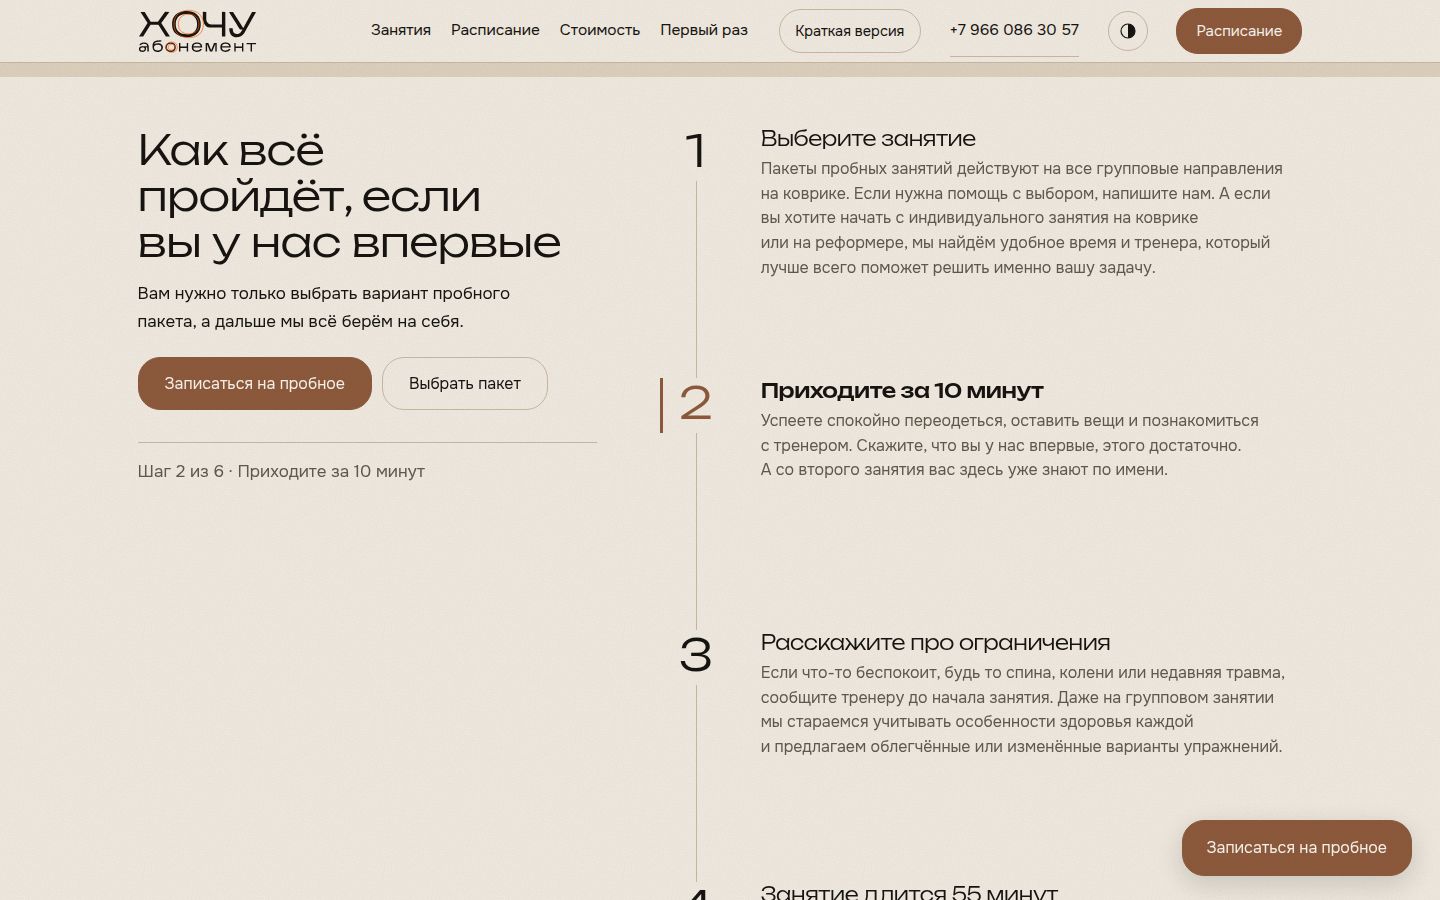 ХОЧУ
абонемент
Занятия
Расписание
Стоимость
Первый раз
Краткая версия
+7 966 086 30 57
Расписание
Как всё
пройдёт, если
вы у нас впервые
Вам нужно только выбрать вариант пробного
пакета, а дальше мы всё берём на себя.
Записаться на пробное
Выбрать пакет
Шаг 2 из 6 · Приходите за 10 минут
1
Выберите занятие
Пакеты пробных занятий действуют на все групповые направления
на коврике. Если нужна помощь с выбором, напишите нам. А если
вы хотите начать с индивидуального занятия на коврике
или на реформере, мы найдём удобное время и тренера, который
лучше всего поможет решить именно вашу задачу.
2
Приходите за 10 минут
Успеете спокойно переодеться, оставить вещи и познакомиться
с тренером. Скажите, что вы у нас впервые, этого достаточно.
А со второго занятия вас здесь уже знают по имени.
3
Расскажите про ограничения
Если что-то беспокоит, будь то спина, колени или недавняя травма,
сообщите тренеру до начала занятия. Даже на групповом занятии
мы стараемся учитывать особенности здоровья каждой
и предлагаем облегчённые или изменённые варианты упражнений.
4
Занятие длится 55 минут
Записаться на пробное